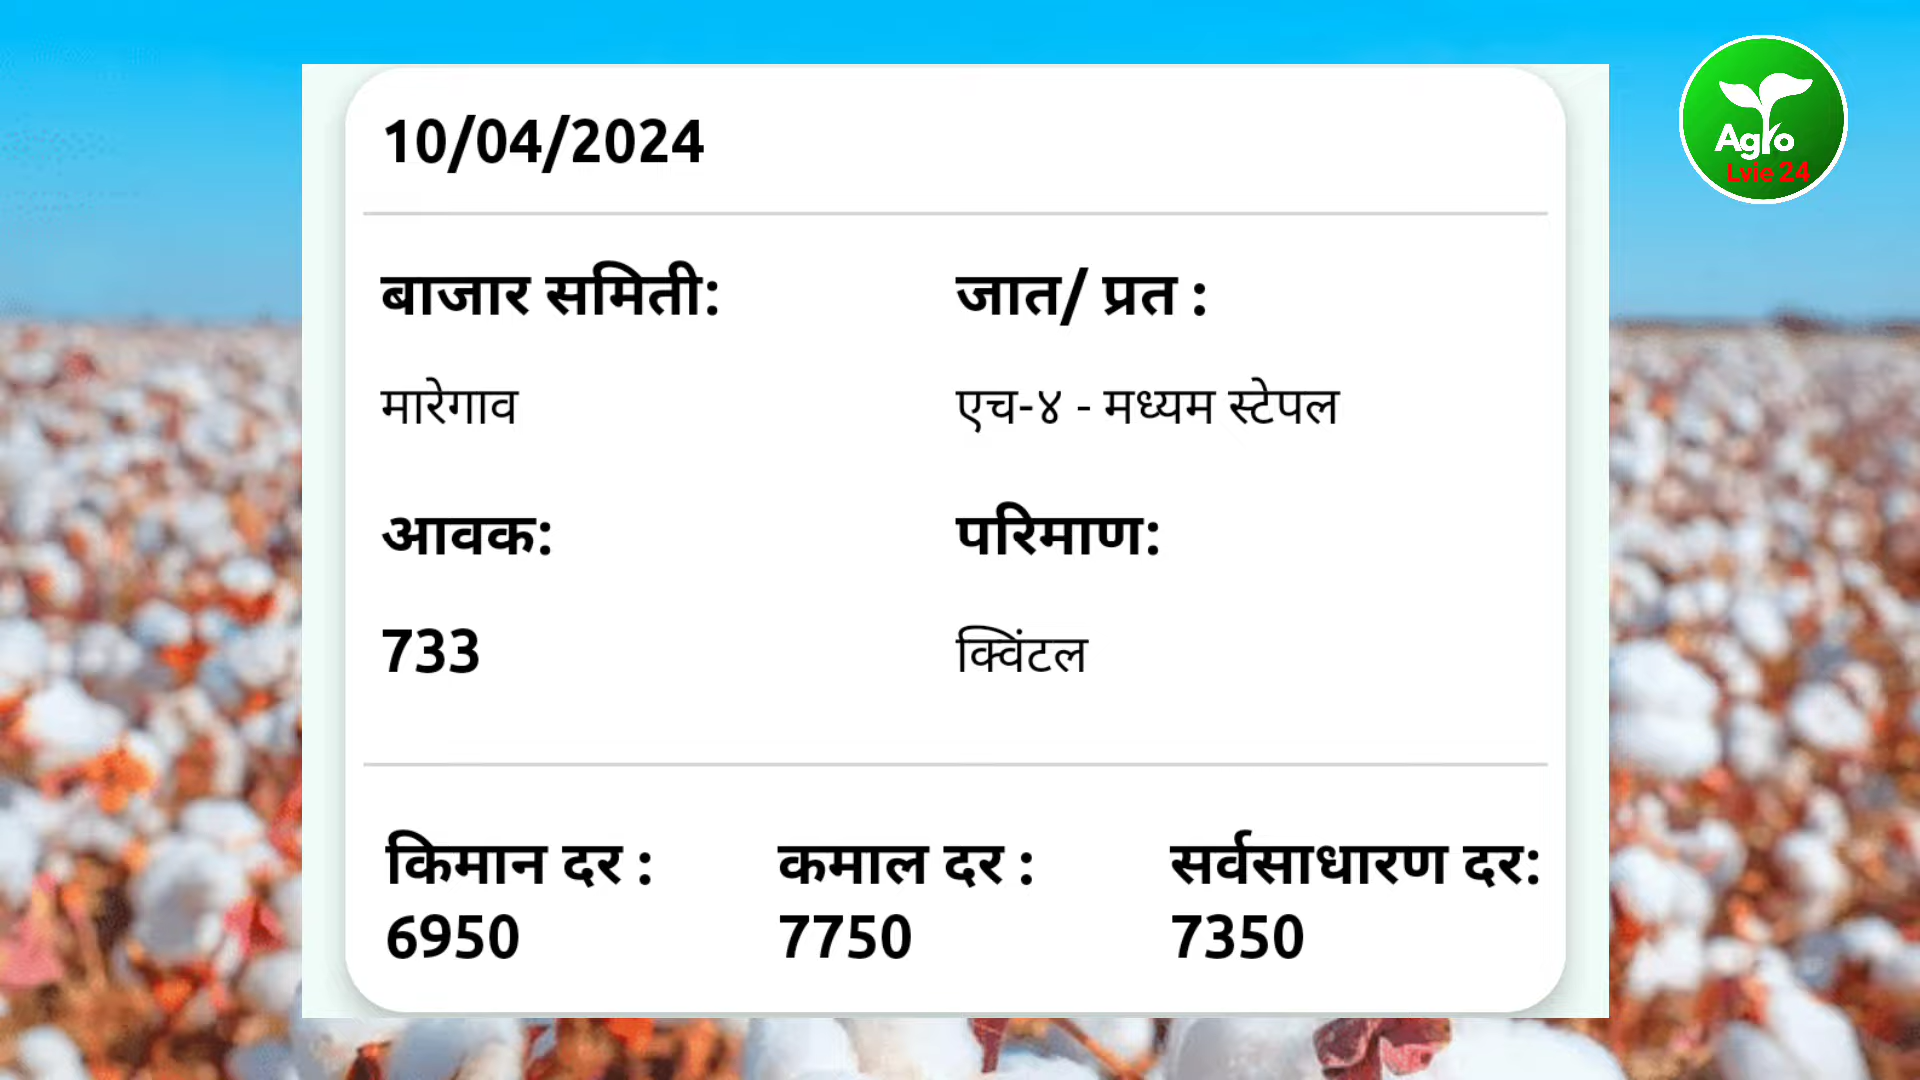 10/04/2024
Agro
Lvie 24
बाजार समिती: जात/ प्रत :
मारेगाव एच-४ - मध्यम स्टेपल
आवक: परिमाण:
733 क्विंटल
किमान दर : कमाल दर : सर्वसाधारण दर:
6950 7750 7350